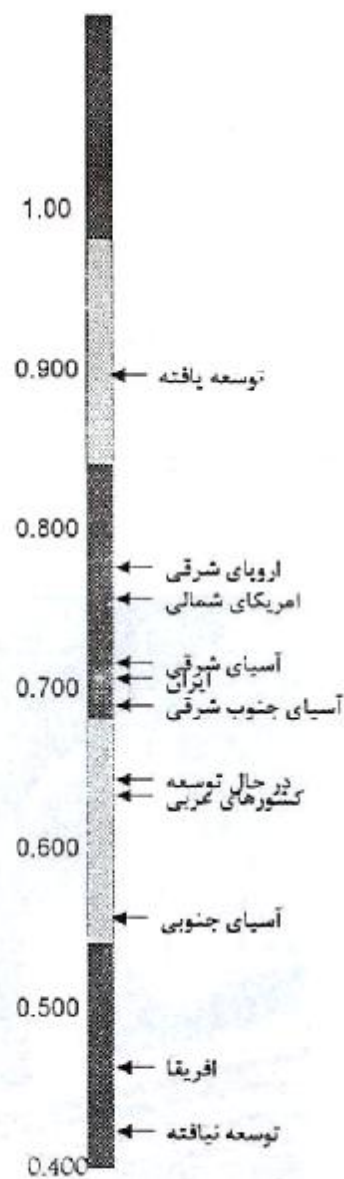 1.00
0.900
توسعه یافته
0.800
اروپای شرقی
امریکای شمالی
آسیای شرقی
0.700
ایران
آسیای جنوب شرقی
در حال توسعه
کشورهای عربی
0.600
آسیای جنوبی
0.500
افریقا
توسعه نیافته
0.400